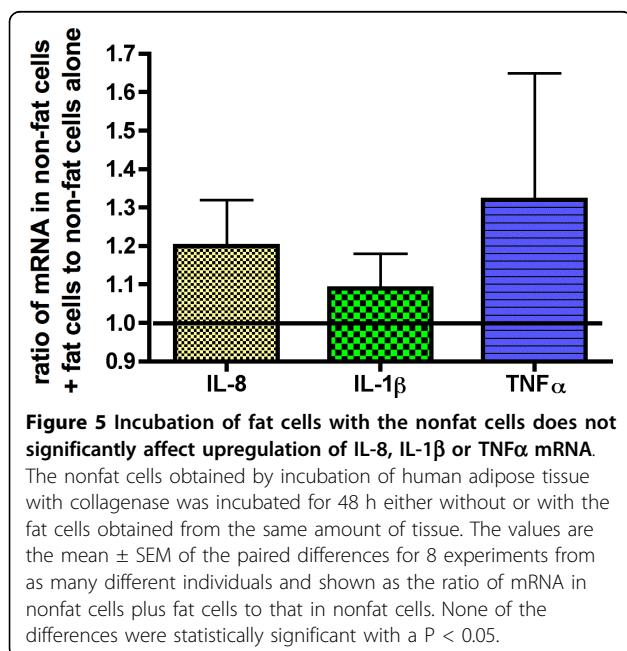 ratio of mRNA in non-fat cells
+ fat cells to non-fat cells alone
1.7
1.6
1.5
1.4
1.3
1.2
1.1
1.0
0.9
IL-8 IL-1β TNFα
Figure 5 Incubation of fat cells with the nonfat cells does not
significantly affect upregulation of IL-8, IL-1β or TNFα mRNA.
The nonfat cells obtained by incubation of human adipose tissue
with collagenase was incubated for 48 h either without or with the
fat cells obtained from the same amount of tissue. The values are
the mean ± SEM of the paired differences for 8 experiments from
as many different individuals and shown as the ratio of mRNA in
nonfat cells plus fat cells to that in nonfat cells. None of the
differences were statistically significant with a P < 0.05.